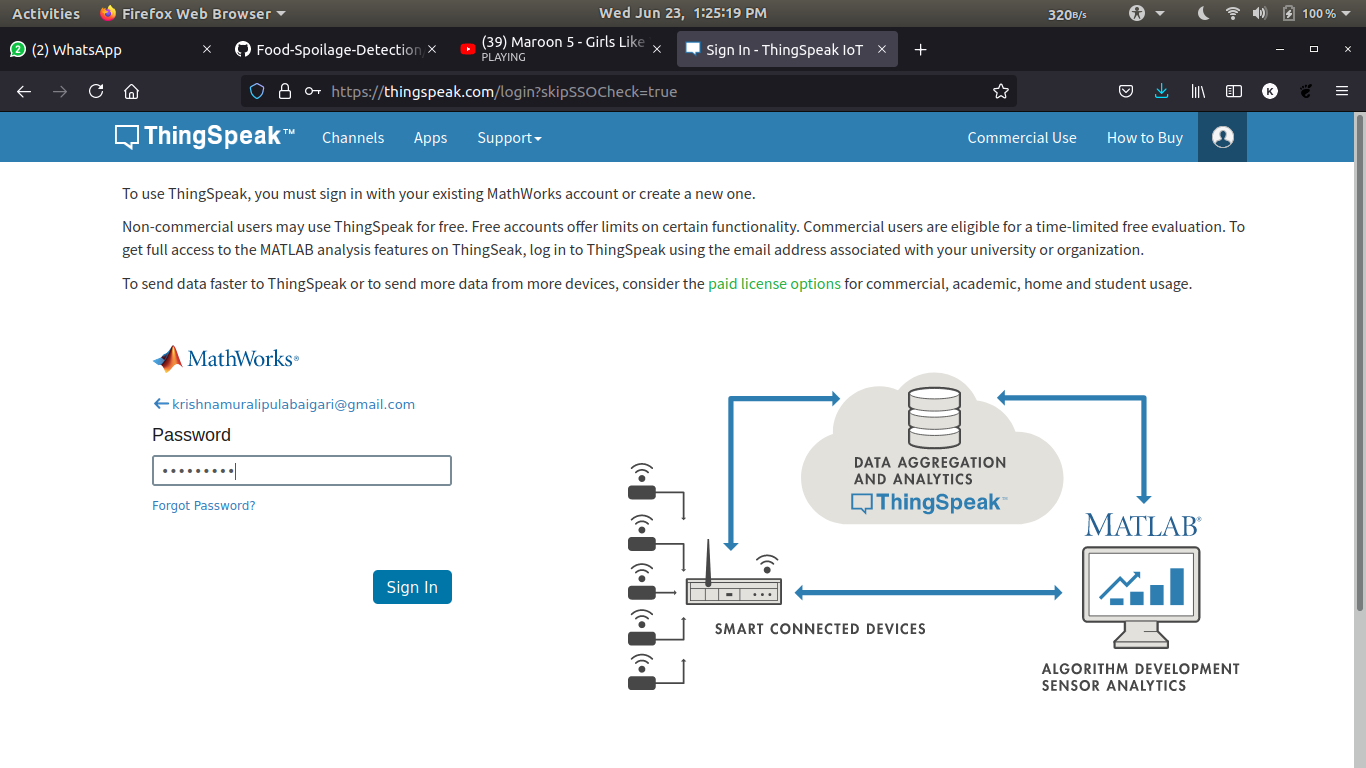 Activities
Firefox Web Browser
Wed Jun 23, 1:25:19 PM
320B/s
100 %
2
(2) WhatsApp
Food-Spoilage-Detection
(39) Maroon 5 - Girls Like
PLAYING
Sign In - ThingSpeak IoT
https://thingspeak.com/login?skipSSOCheck=true
K
ThingSpeak™
Channels
Apps
Support
Commercial Use
How to Buy
To use ThingSpeak, you must sign in with your existing MathWorks account or create a new one.
Non-commercial users may use ThingSpeak for free. Free accounts offer limits on certain functionality. Commercial users are eligible for a time-limited free evaluation. To
get full access to the MATLAB analysis features on ThingSeak, log in to ThingSpeak using the email address associated with your university or organization.
To send data faster to ThingSpeak or to send more data from more devices, consider the paid license options for commercial, academic, home and student usage.
MathWorks®
krishnamuralipulabaigari@gmail.com
Password
•••••••••
Forgot Password?
Sign In
DATA AGGREGATION
AND ANALYTICS
ThingSpeak™
MATLAB®
SMART CONNECTED DEVICES
ALGORITHM DEVELOPMENT
SENSOR ANALYTICS